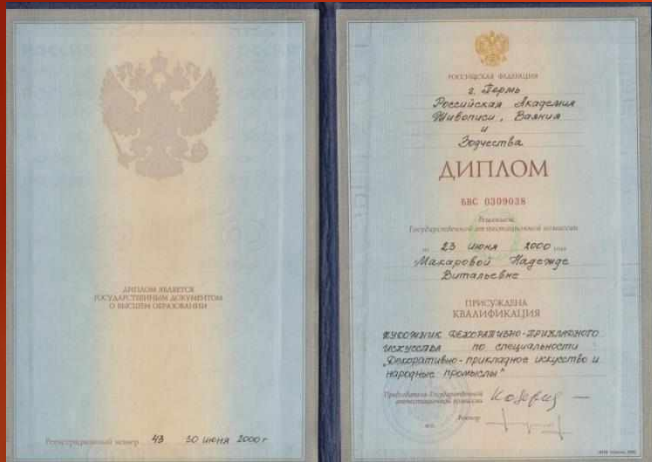 ДИПЛОМ ЯВЛЯЕТСЯ
ГОСУДАРСТВЕННЫМ ДОКУМЕНТОМ
О ВЫСШЕМ ОБРАЗОВАНИИ
Регистрационный номер 43 30 июня 2000 г
РОССИЙСКАЯ ФЕДЕРАЦИЯ
г. Пермь
Российская Академия
Живописи, Ваяния
и
Зодчества
ДИПЛОМ
БВС 0309038
Решением
Государственной аттестационной комиссии
от 23 июня 2000 года
Макаровой Надежде
Витальевне
ПРИСУЖДЕНА
КВАЛИФИКАЦИЯ
художник декоративно-прикладного
искусства по специальности
„Декоративно-прикладное искусство и
народные промыслы"
Председатель Государственной
аттестационной комиссии
Ректор
М.П.